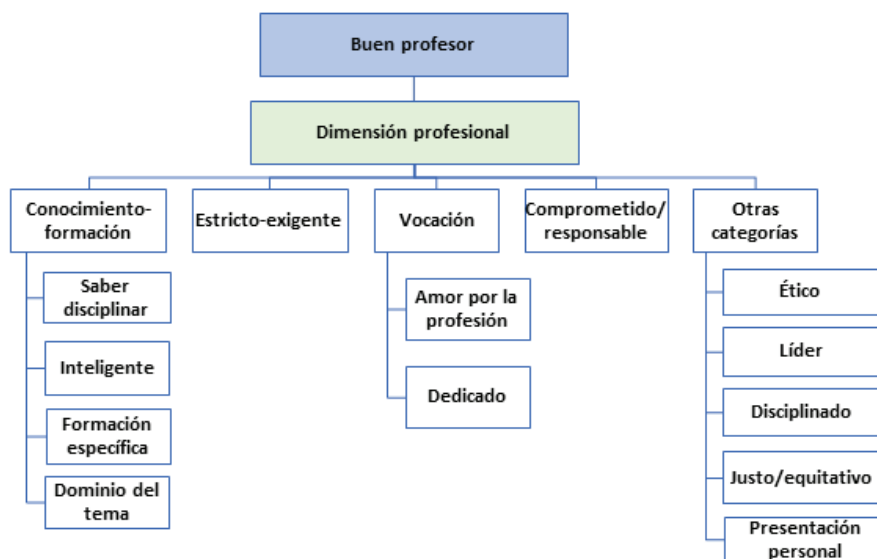 Buen profesor
Dimensión profesional
Conocimiento-
formación
Estricto-exigente
Vocación
Comprometido/
responsable
Otras
categorías
Saber
disciplinar
Inteligente
Formación
específica
Dominio del
tema
Amor por la
profesión
Dedicado
Ético
Líder
Disciplinado
Justo/equitativo
Presentación
personal